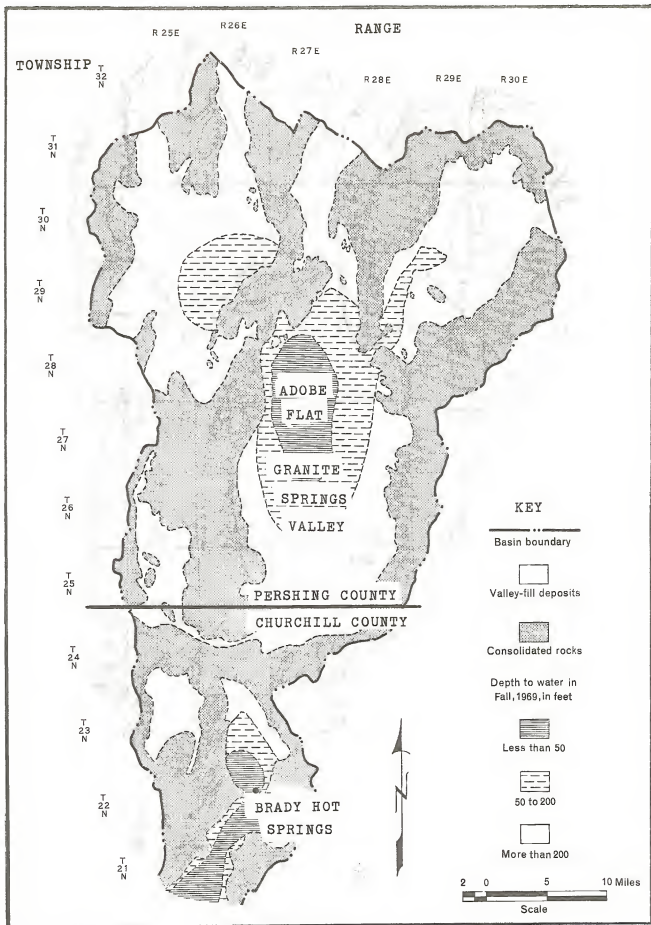 RANGE
R 25E R 26E R 27E R 28E R 29E R 30E
TOWNSHIP
T 32 N
T 31 N
T 30 N
T 29 N
T 28 N
T 27 N
T 26 N
T 25 N
T 24 N
T 23 N
T 22 N
T 21 N
ADOBE
FLAT
GRANITE
SPRINGS
VALLEY
PERSHING COUNTY
CHURCHILL COUNTY
BRADY HOT
SPRINGS
KEY
Basin boundary
Valley-fill deposits
Consolidated rocks
Depth to water in
Fall, 1969, in feet
Less than 50
50 to 200
More than 200
2 0 5 10 Miles
Scale